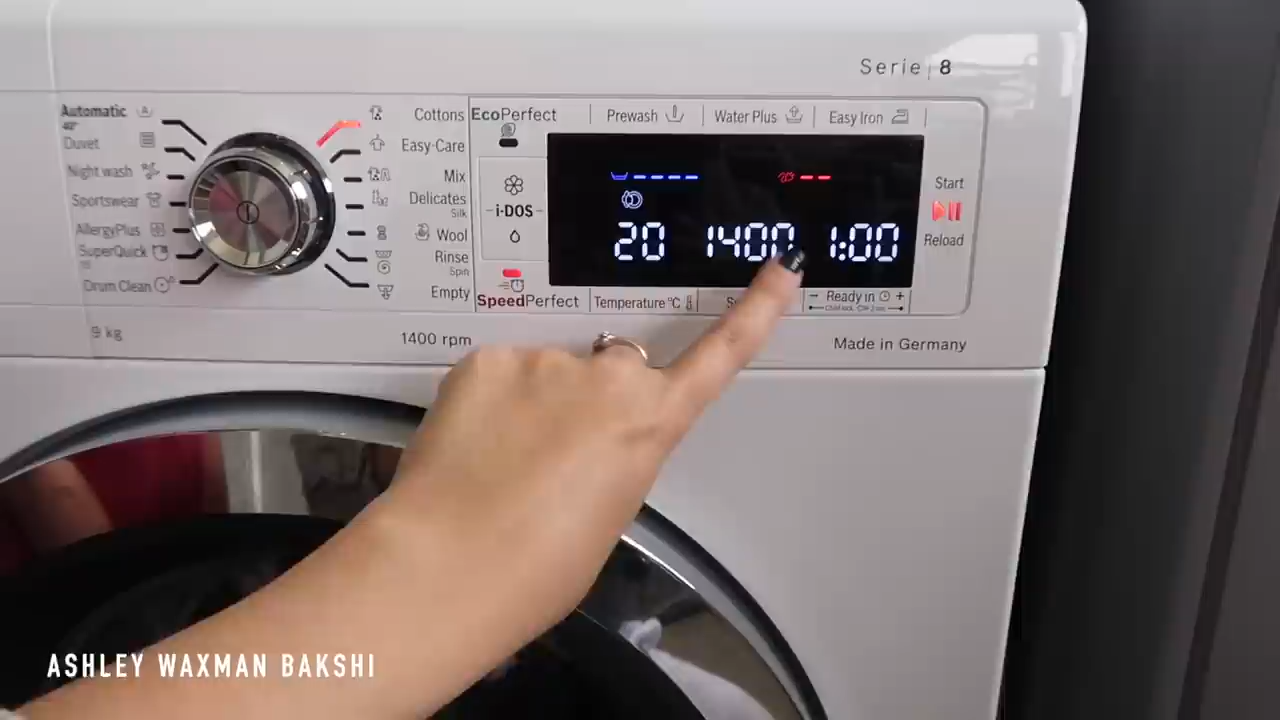 Serie | 8
Automatic A
40°
Duvet
Night wash
Sportswear
AllergyPlus
SuperQuick
Drum Clean
Cottons
Easy-Care
Mix
Delicates
Silk
Wool
Rinse
Spin
Empty
EcoPerfect
Prewash
Water Plus
Easy Iron
i-DOS
SpeedPerfect
20 1400 1:00
Temperature °C
− Ready in +
Start
Reload
9 kg
1400 rpm
Made in Germany
ASHLEY WAXMAN BAKSHI